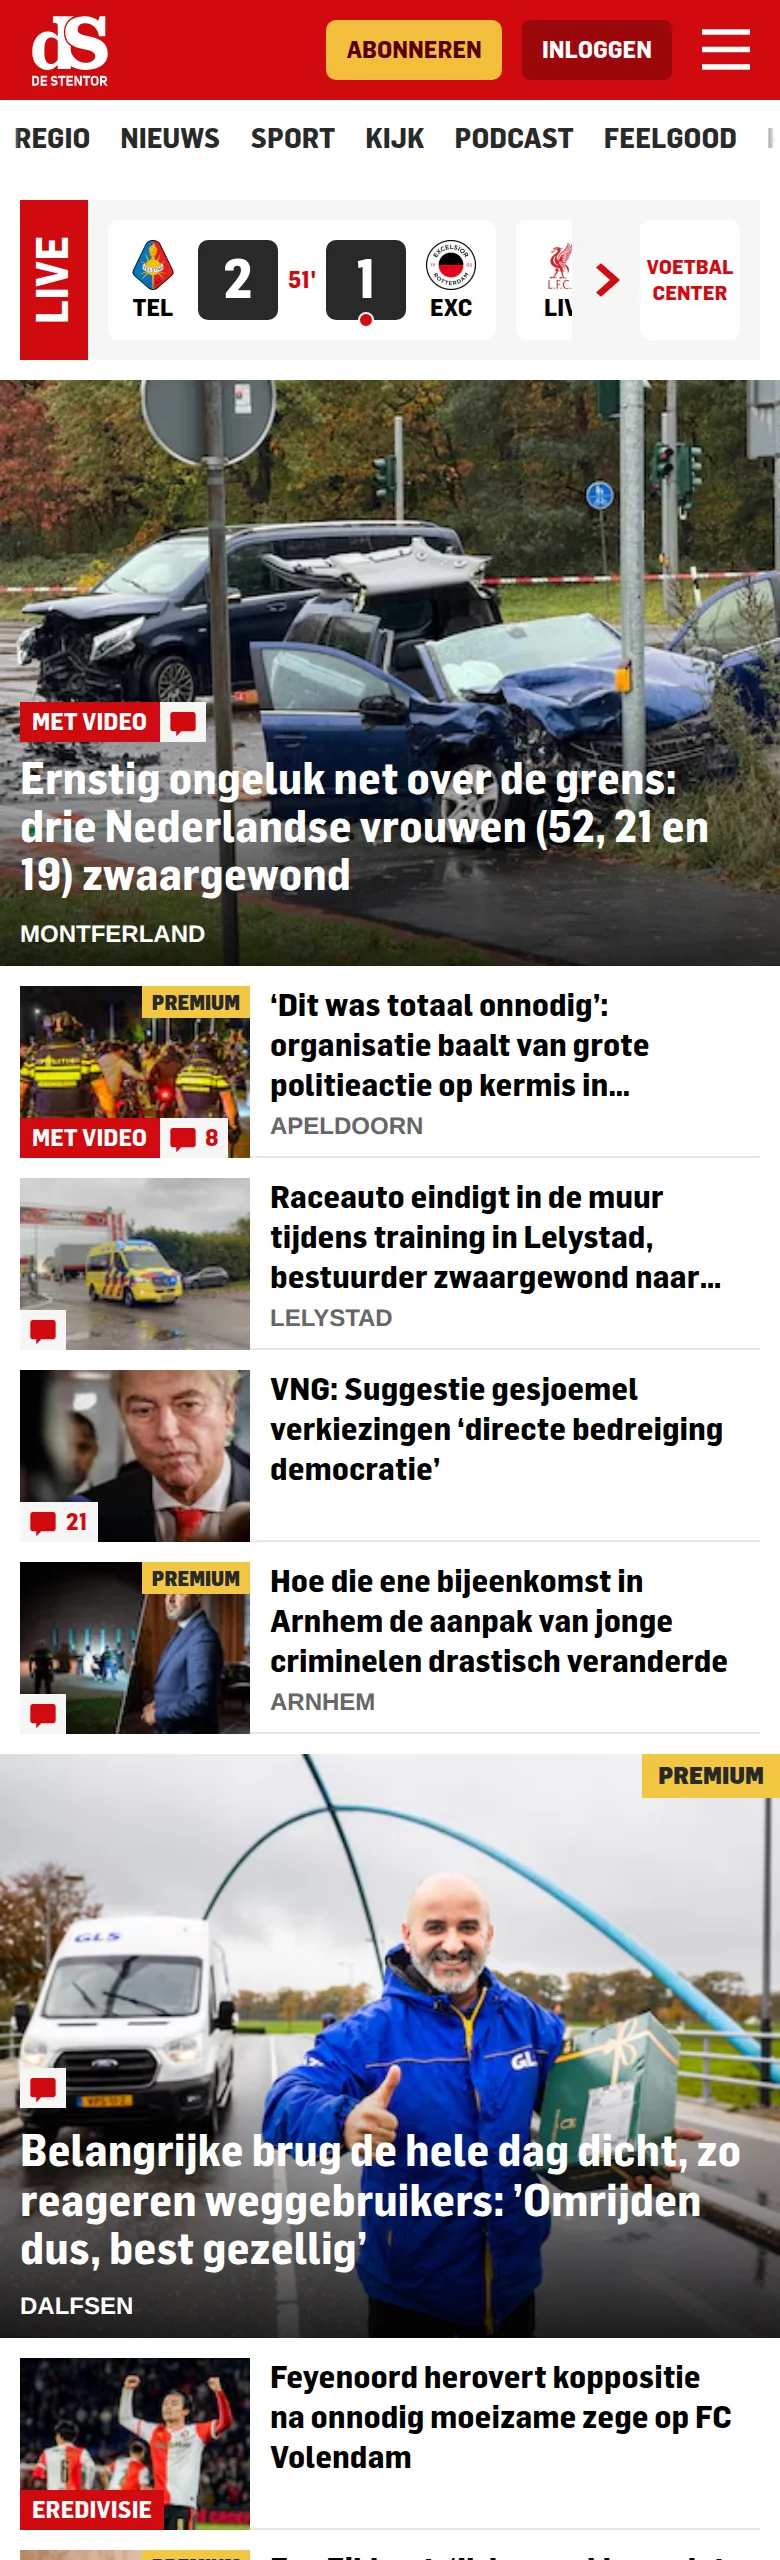 dS
DE STENTOR
ABONNEREN
INLOGGEN
REGIO NIEUWS SPORT KIJK PODCAST FEELGOOD
LIVE
TEL
2
51'
1
EXCELSIOR
ROTTERDAM
EXC
L.F.C.
LIV
VOETBAL
CENTER
MET VIDEO
Ernstig ongeluk net over de grens:
drie Nederlandse vrouwen (52, 21 en
19) zwaargewond
MONTFERLAND
PREMIUM
MET VIDEO
8
‘Dit was totaal onnodig’:
organisatie baalt van grote
politieactie op kermis in...
APELDOORN
Raceauto eindigt in de muur
tijdens training in Lelystad,
bestuurder zwaargewond naar...
LELYSTAD
21
VNG: Suggestie gesjoemel
verkiezingen ‘directe bedreiging
democratie’
PREMIUM
Hoe die ene bijeenkomst in
Arnhem de aanpak van jonge
criminelen drastisch veranderde
ARNHEM
PREMIUM
GLS
GLS
Belangrijke brug de hele dag dicht, zo
reageren weggebruikers: ’Omrijden
dus, best gezellig’
DALFSEN
EREDIVISIE
Feyenoord herovert koppositie
na onnodig moeizame zege op FC
Volendam
PREMIUM